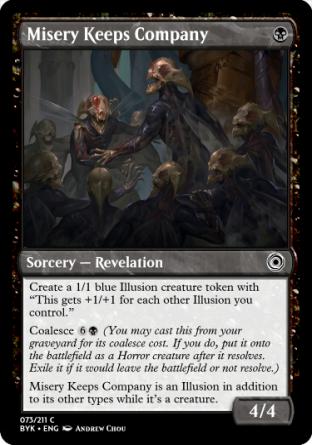 Misery Keeps Company
Sorcery — Revelation
Create a 1/1 blue Illusion creature token with
“This gets +1/+1 for each other Illusion you
control.”
Coalesce 6 (You may cast this from your
graveyard for its coalesce cost. If you do, put it onto
the battlefield as a Horror creature after it resolves.
Exile it if it would leave the battlefield or not resolve.)
Misery Keeps Company is an Illusion in addition
to its other types while it’s a creature.
4/4
073/211 C
BYK • ENG Andrew Chou